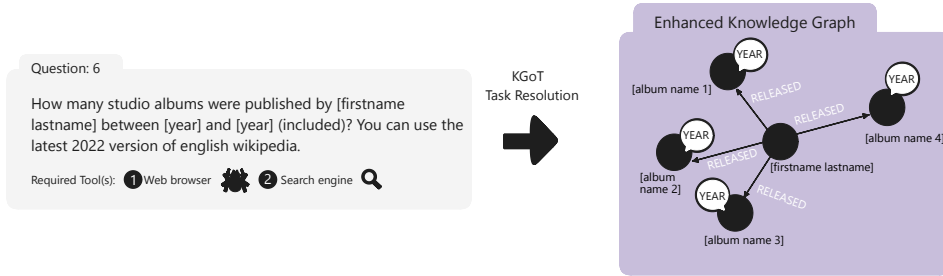 Question: 6
How many studio albums were published by [firstname
lastname] between [year] and [year] (included)? You can use the
latest 2022 version of english wikipedia.
Required Tool(s): 1 Web browser 2 Search engine
KGoT
Task Resolution
Enhanced Knowledge Graph
YEAR
[album name 1]
RELEASED
YEAR
RELEASED
[album name 4]
YEAR
RELEASED
[firstname lastname]
[album
name 2]
YEAR
RELEASED
[album name 3]